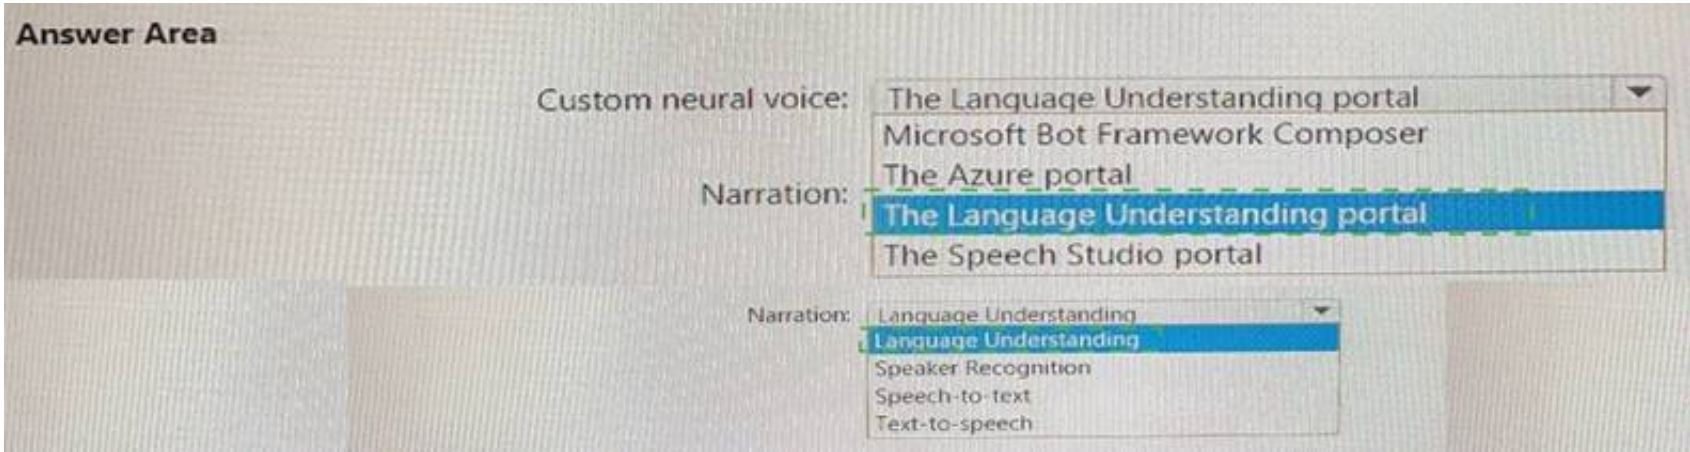 Answer Area
Custom neural voice: The Language Understanding portal
Microsoft Bot Framework Composer
The Azure portal
Narration:
The Language Understanding portal
The Speech Studio portal
Narration: Language Understanding
Language Understanding
Speaker Recognition
Speech-to-text
Text-to-speech